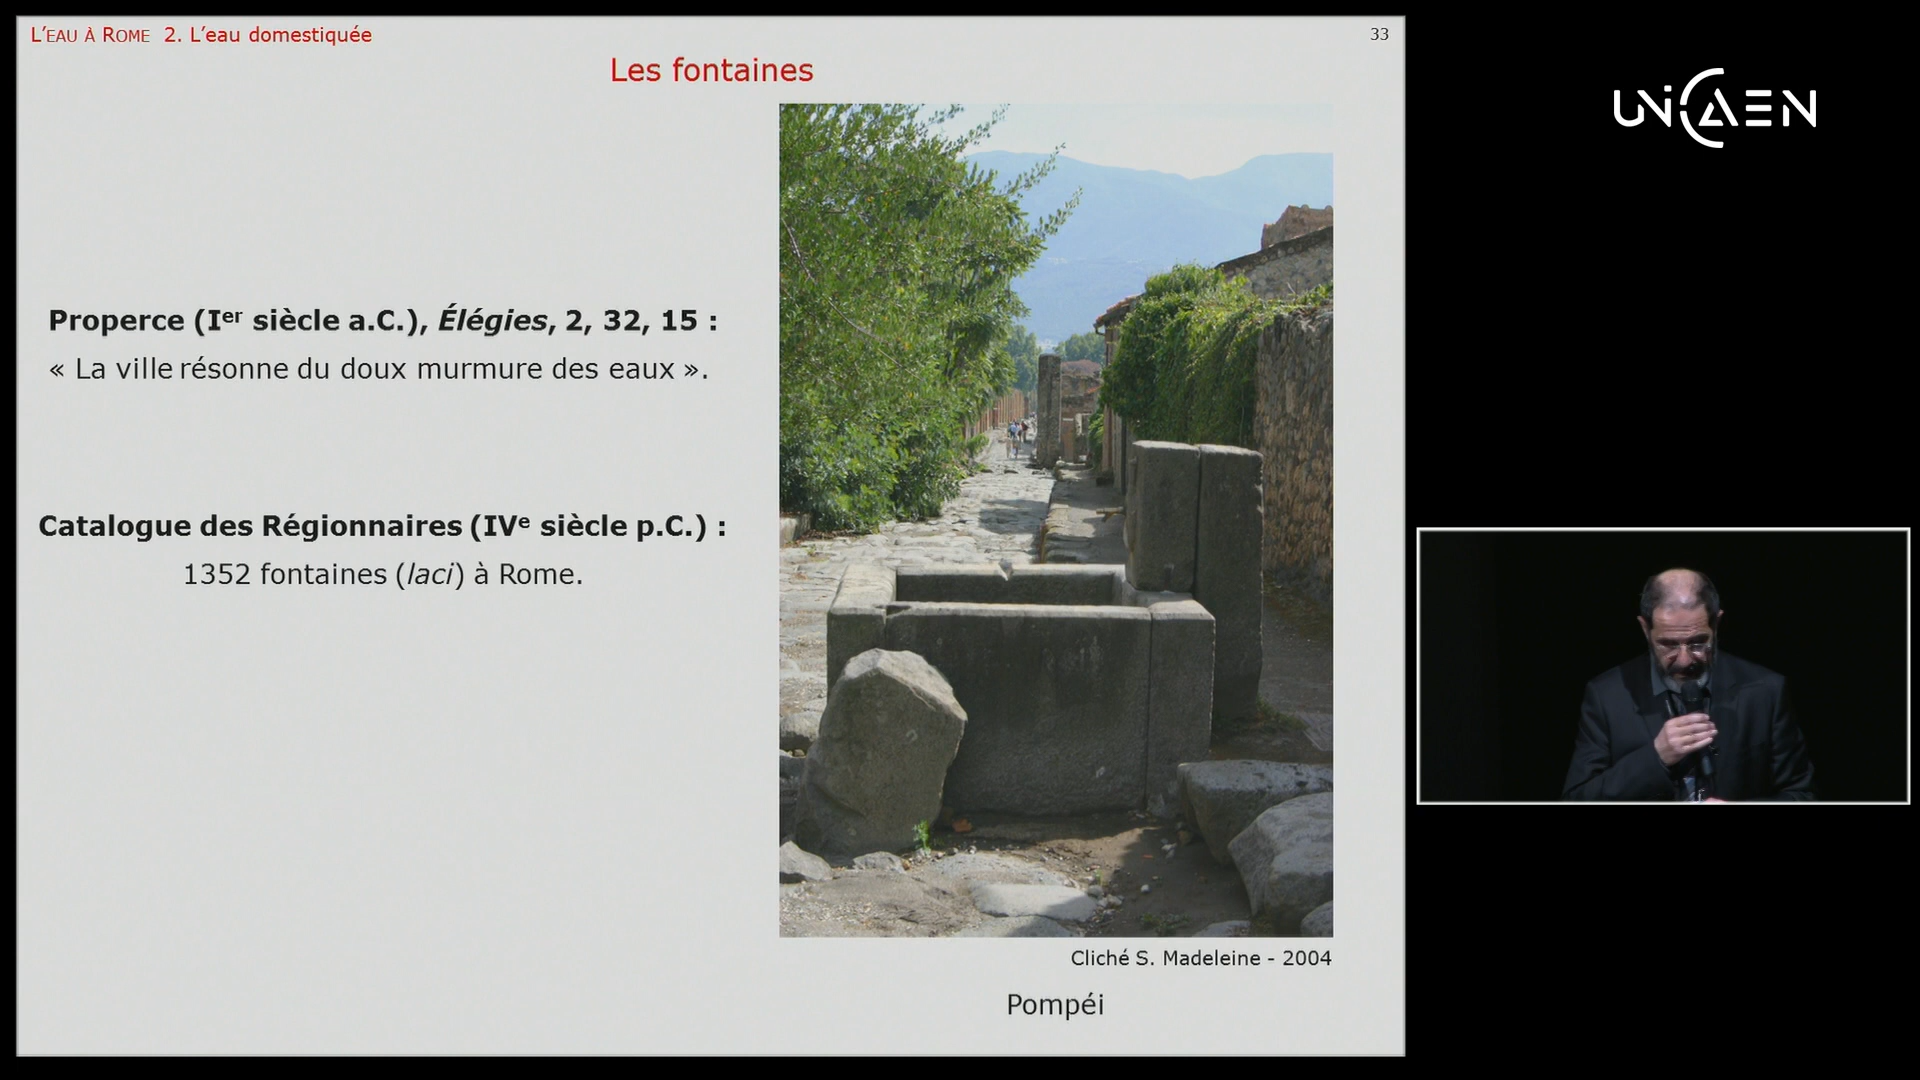 L'EAU À ROME 2. L'eau domestiquée
33
Les fontaines
Properce (Ier siècle a.C.), Élégies, 2, 32, 15 :
« La ville résonne du doux murmure des eaux ».
Catalogue des Régionnaires (IVe siècle p.C.) :
1352 fontaines (laci) à Rome.
Cliché S. Madeleine - 2004
Pompéi
UNICAEN